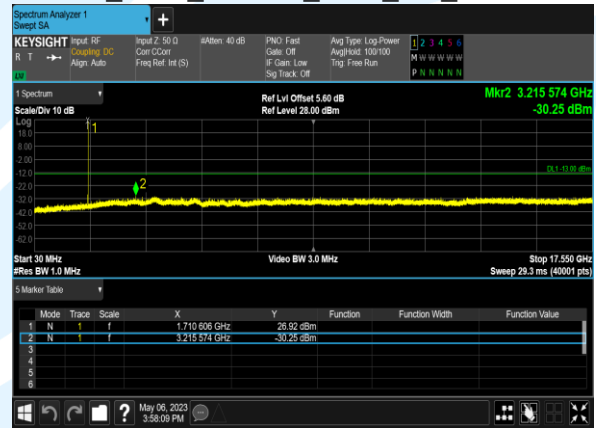 Spectrum Analyzer 1
Swept SA
KEYSIGHT Input: RF Input Z: 50 Ω #Atten: 40 dB PNO: Fast Avg Type: Log-Power 1 2 3 4 5 6
R T Coupling: DC Corr CCorr Gate: Off Avg|Hold: 100/100 M W W W W W
Align: Auto Freq Ref: Int (S) IF Gain: Low Trig: Free Run
Sig Track: Off P N N N N N
1 Spectrum Mkr2 3.215 574 GHz
Ref Lvl Offset 5.60 dB
Scale/Div 10 dB Ref Level 28.00 dBm -30.25 dBm
Log
1
18.0
8.00
-2.00
DL1 -13.00 dBm
-12.0
2
-22.0
-32.0
-42.0
-52.0
-62.0
Start 30 MHz Video BW 3.0 MHz Stop 17.550 GHz
#Res BW 1.0 MHz Sweep 29.3 ms (40001 pts)
5 Marker Table
Mode Trace Scale X Y Function Function Width Function Value
1 N 1 f 1.710 606 GHz 26.92 dBm
2 N 1 f 3.215 574 GHz -30.25 dBm
3
4
5
6
? May 06, 2023
3:58:09 PM